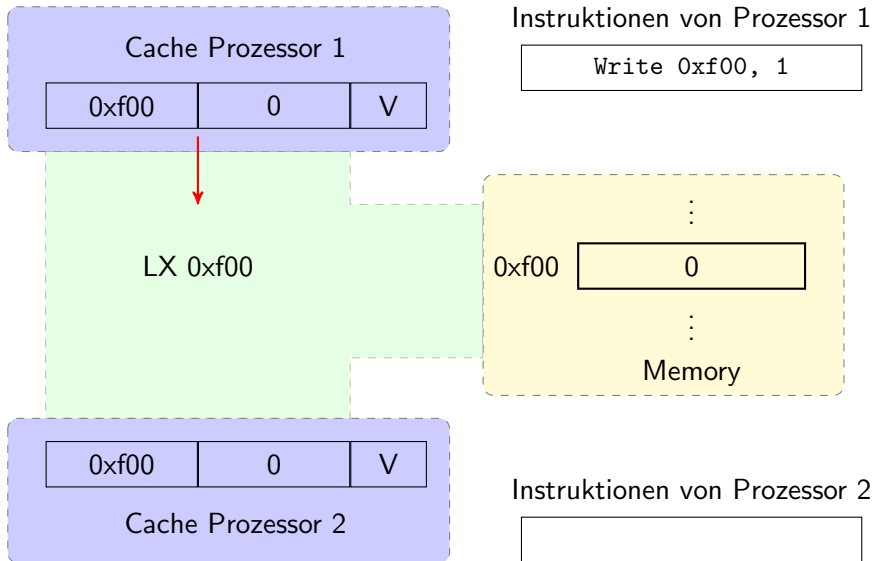 Instruktionen von Prozessor 1
Write 0xf00, 1
Cache Prozessor 1
0xf00 0 V
LX 0xf00
⋮
0xf00 0
⋮
Memory
0xf00 0 V
Cache Prozessor 2
Instruktionen von Prozessor 2